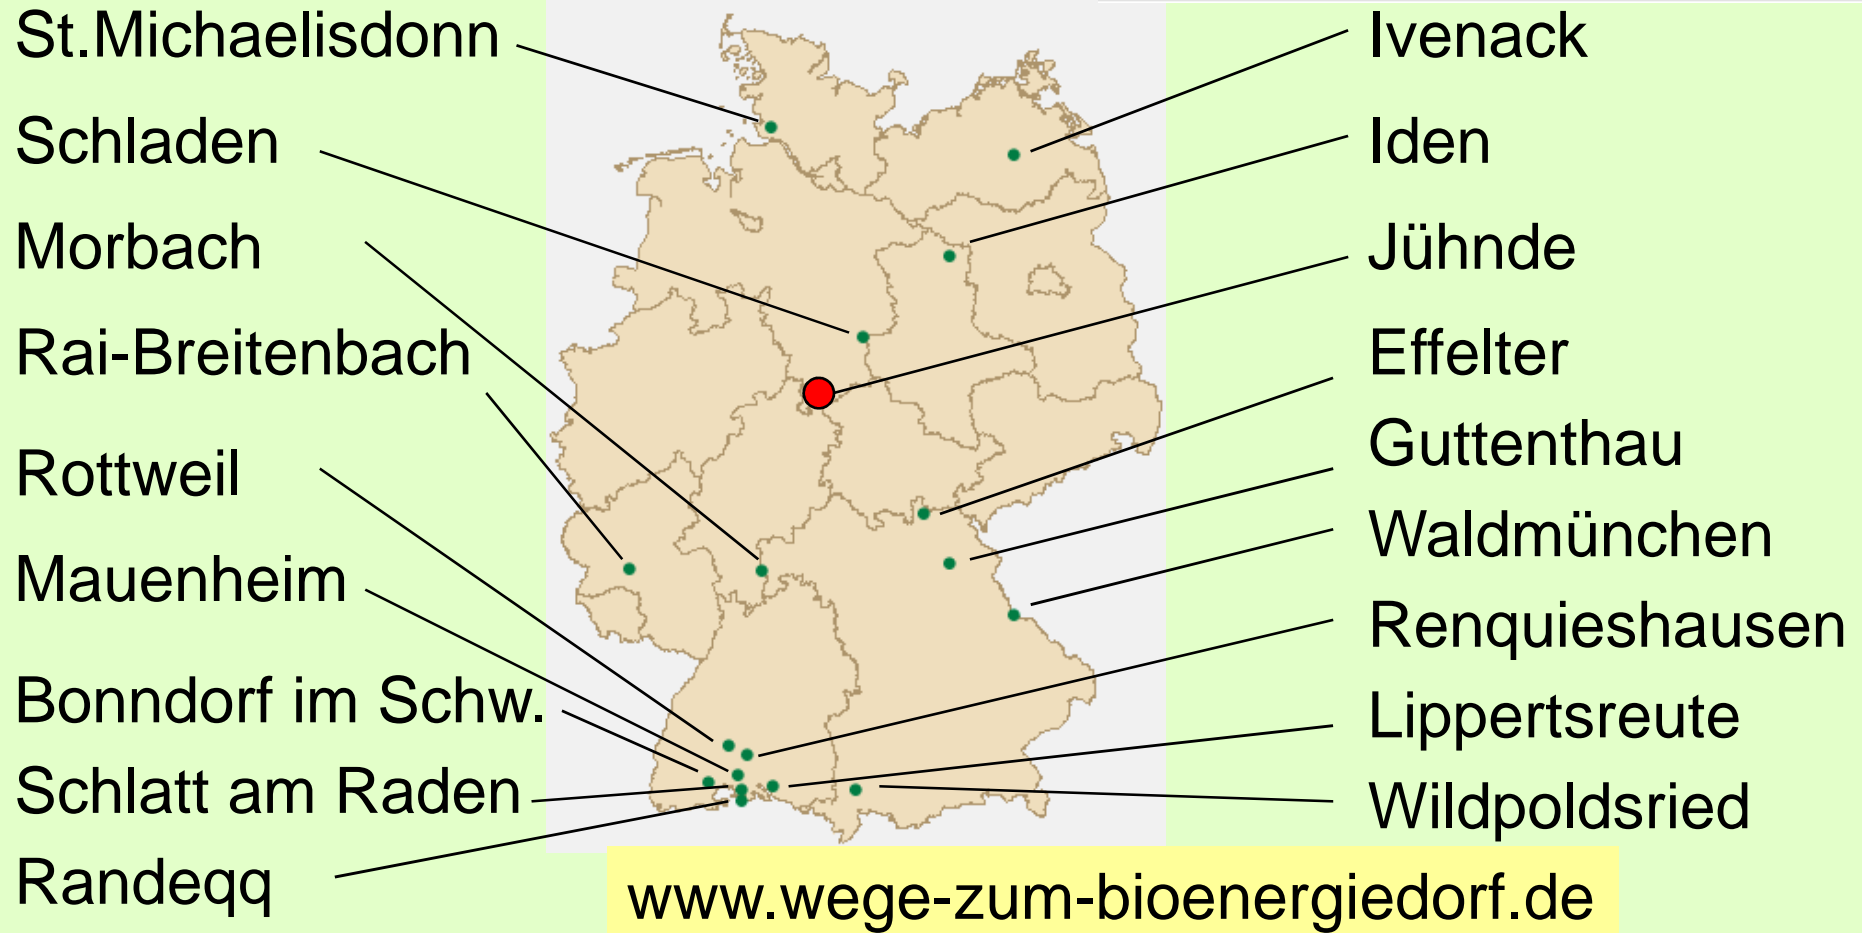 St.Michaelisdonn
Schladen
Morbach
Rai-Breitenbach
Rottweil
Mauenheim
Bonndorf im Schw.
Schlatt am Raden
Randeqq
Ivenack
Iden
Jühnde
Effelter
Guttenthau
Waldmünchen
Renquieshausen
Lippertsreute
Wildpoldsried
www.wege-zum-bioenergiedorf.de